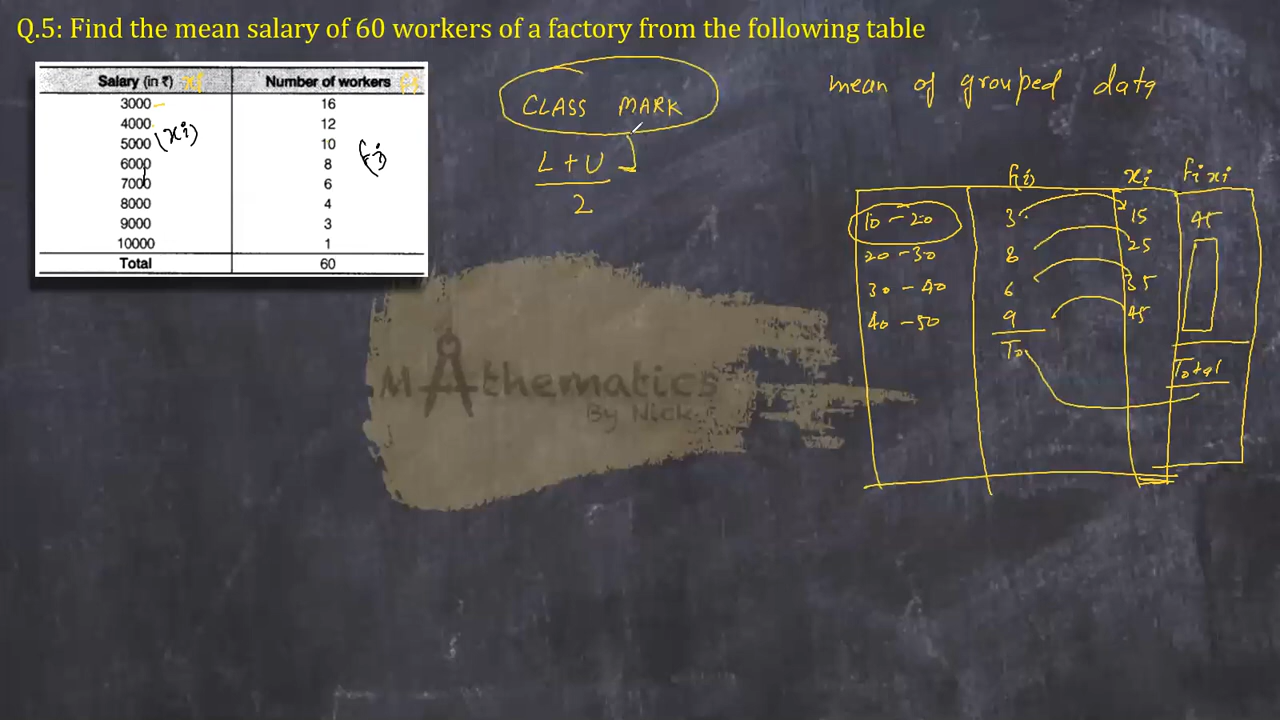 Q.5: Find the mean salary of 60 workers of a factory from the following table
Salary (in ₹) xi Number of workers fi
3000 16
4000 12
5000 (xi) 10 fi
6000 8
7000 6
8000 4
9000 3
10000 1
Total 60
CLASS MARK
L + U
2
mean of grouped data
fi xi fixi
10 - 20 3 15 45
20 - 30 8 25
30 - 40 6 35
40 - 50 9 45
To
Total
MAthematics
By Nick